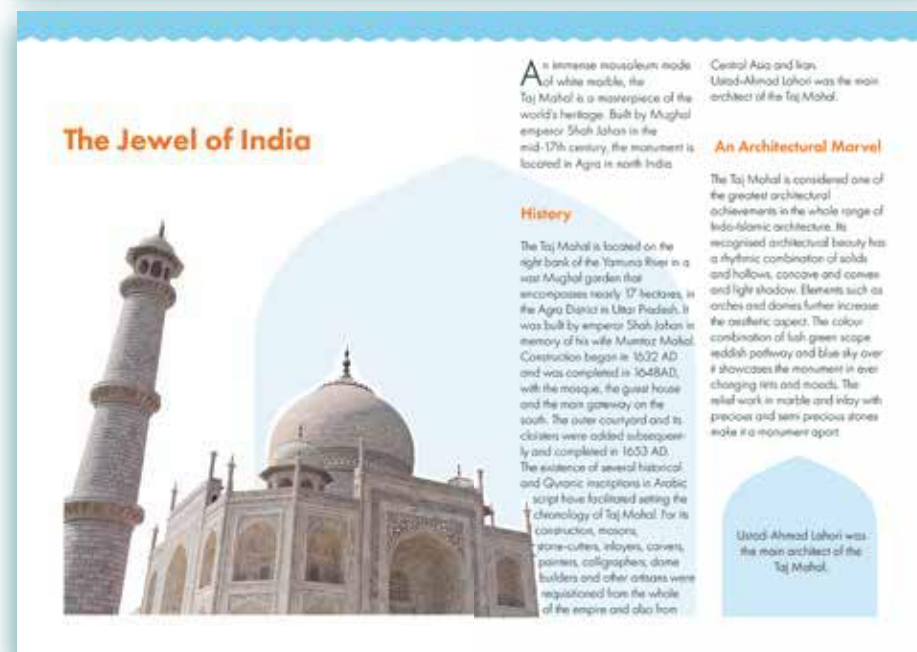 The Jewel of India
An immense mausoleum made
of white marble, the
Taj Mahal is a masterpiece of the
world's heritage. Built by Mughal
emperor Shah Jahan in the
mid-17th century, the monument is
located in Agra in north India
History
The Taj Mahal is located on the
right bank of the Yamuna River in a
vast Mughal garden that
encompasses nearly 17 hectares, in
the Agra District in Uttar Pradesh. It
was built by emperor Shah Jahan in
memory of his wife Mumtaz Mahal.
Construction began in 1632 AD
and was completed in 1648AD,
with the mosque, the guest house
and the main gateway on the
south. The outer courtyard and its
cloisters were added subsequent-
ly and completed in 1653 AD.
The existence of several historical
and Quranic inscriptions in Arabic
script have facilitated setting the
chronology of Taj Mahal. For its
construction, masons,
stone-cutters, inlayers, carvers,
painters, calligraphers, dome
builders and other artisans were
requisitioned from the whole
of the empire and also from
Central Asia and Iran.
Ustad-Ahmad Lahori was the main
architect of the Taj Mahal.
An Architectural Marvel
The Taj Mahal is considered one of
the greatest architectural
achievements in the whole range of
Indo-Islamic architecture. Its
recognised architectural beauty has
a rhythmic combination of solids
and hollows, concave and convex
and light shadow. Elements such as
arches and domes further increase
the aesthetic aspect. The colour
combination of lush green scape
reddish pathway and blue sky over
it showcases the monument in ever
changing tints and moods. The
relief work in marble and inlay with
precious and semi precious stones
make it a monument apart
Ustad-Ahmad Lahori was
the main architect of the
Taj Mahal.